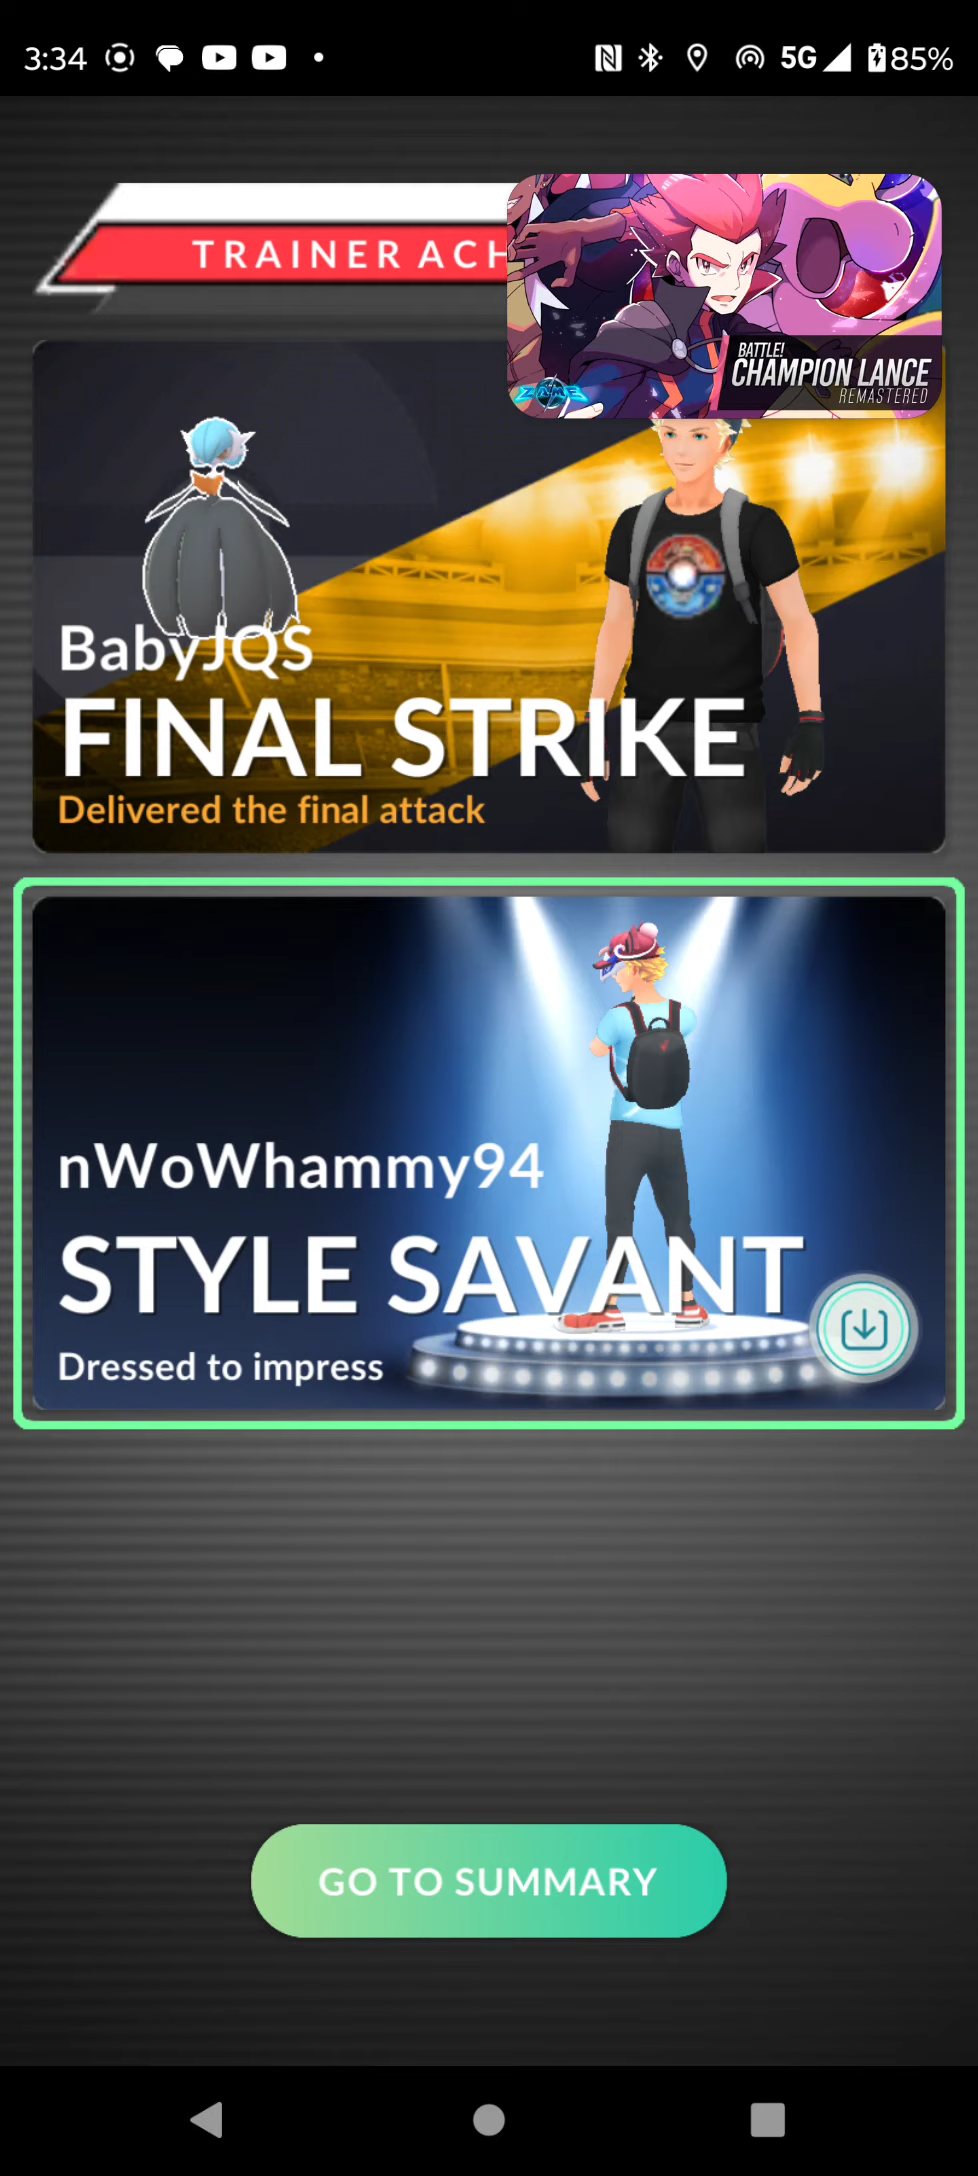 3:34
5G
85%
TRAINER ACH
BATTLE!
CHAMPION LANCE
REMASTERED
ZAME
BabyJQS
FINAL STRIKE
Delivered the final attack
nWoWhammy94
STYLE SAVANT
Dressed to impress
GO TO SUMMARY